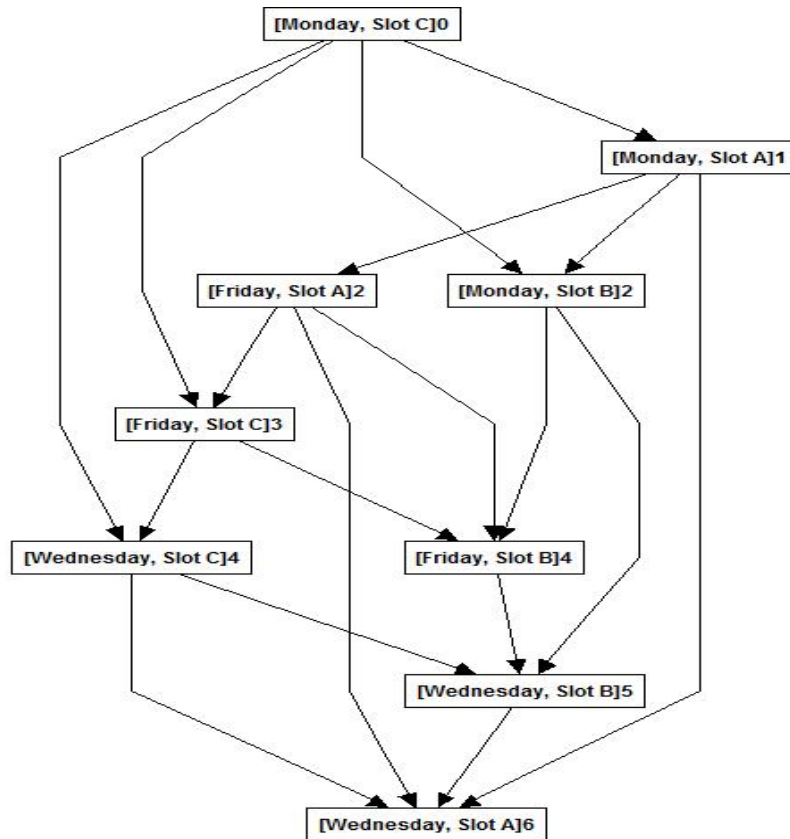 [Monday, Slot C]0
[Monday, Slot A]1
[Friday, Slot A]2
[Monday, Slot B]2
[Friday, Slot C]3
[Wednesday, Slot C]4
[Friday, Slot B]4
[Wednesday, Slot B]5
[Wednesday, Slot A]6